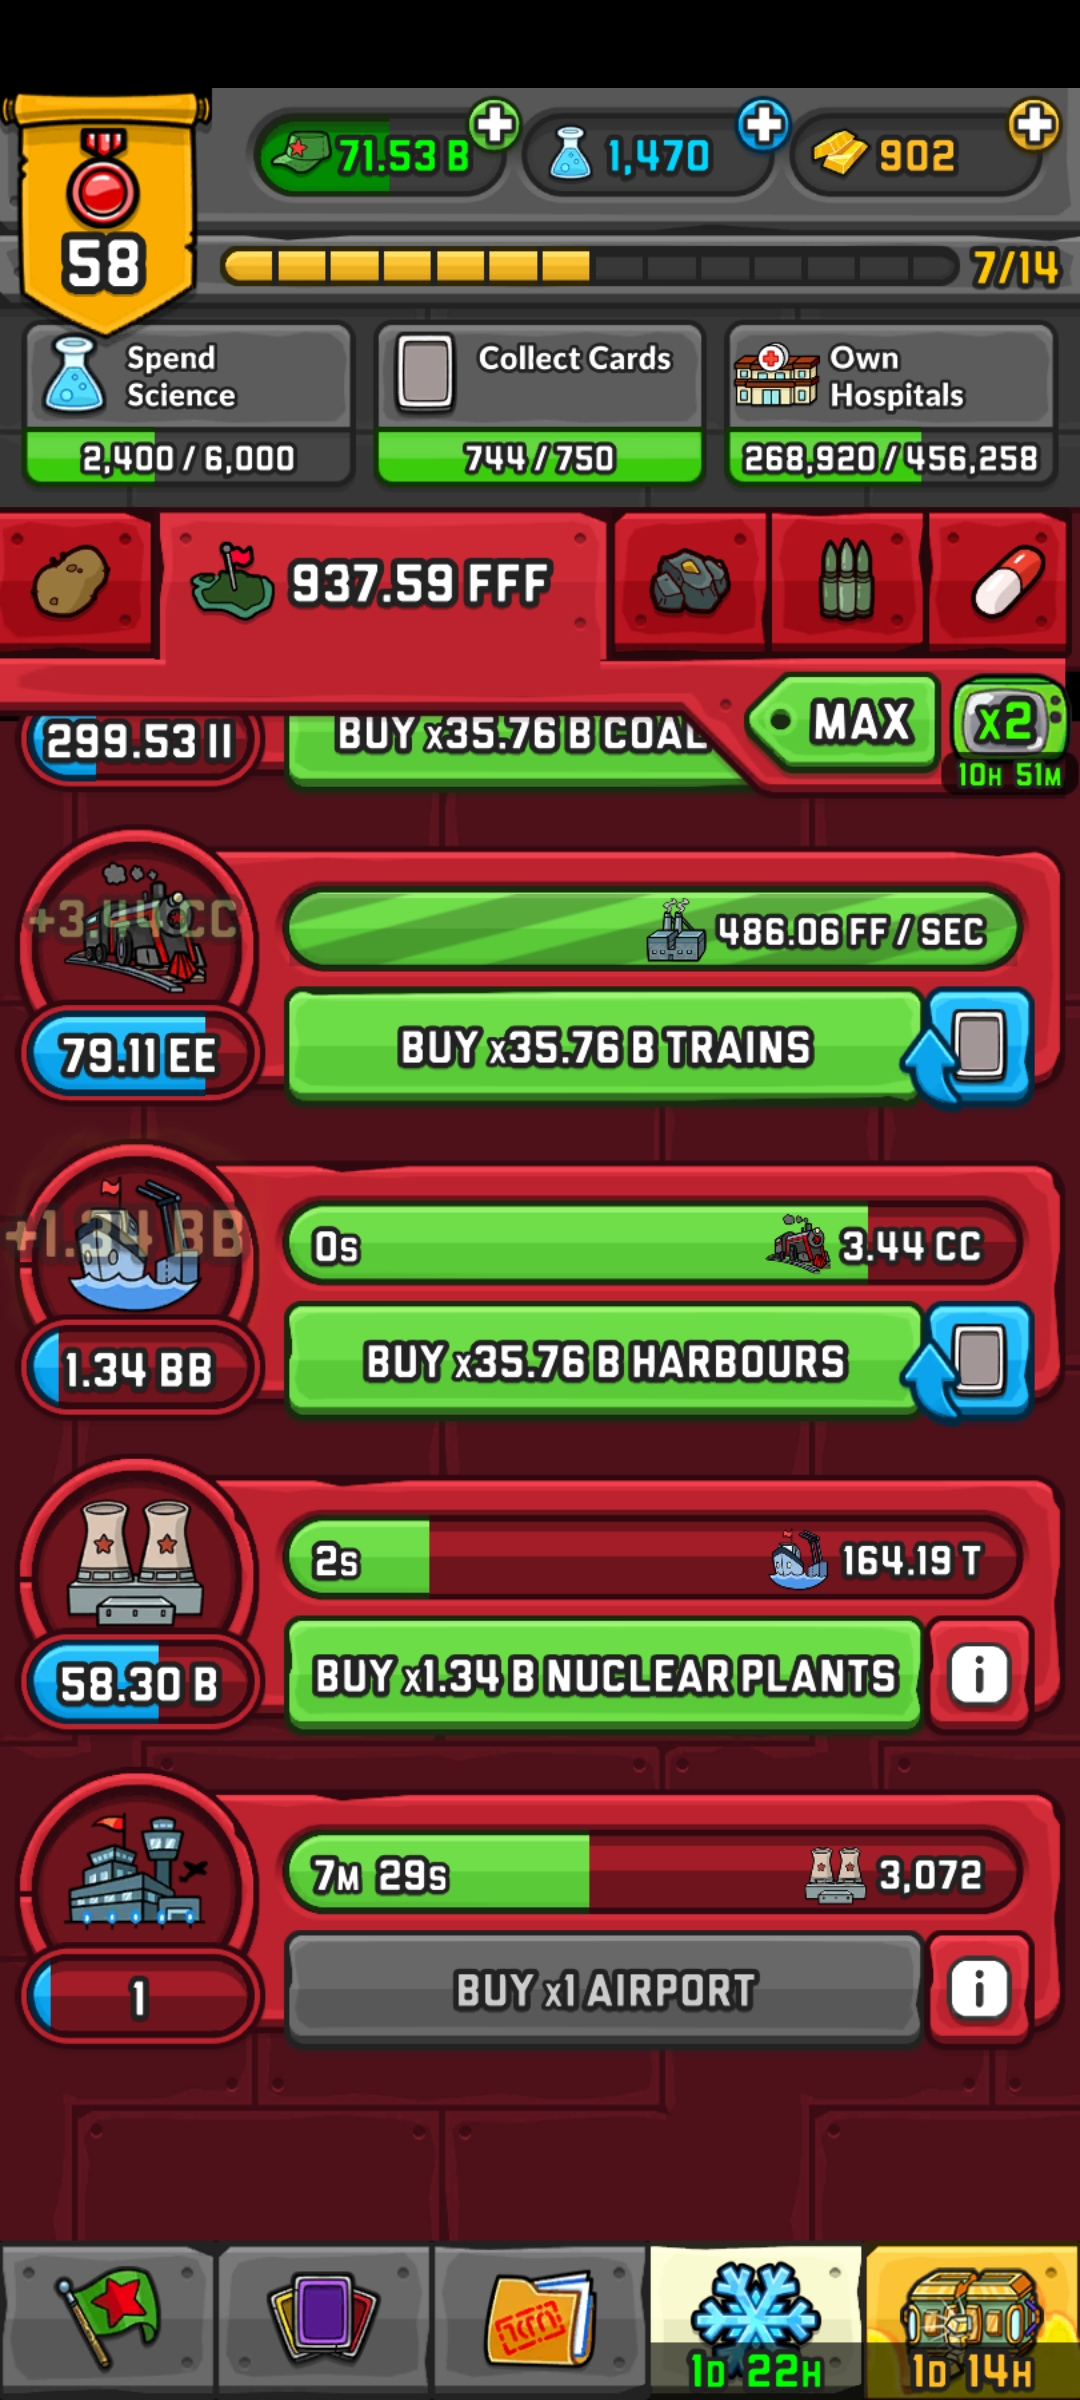 71.53 B
1,470
902
58
7/14
Spend
Science
Collect Cards
Own
Hospitals
2,400 / 6,000
744 / 750
268,920 / 456,258
937.59 FFF
MAX
x2
10H 51M
299.53 II
BUY x35.76 B COAL
+3.44 CC
486.06 FF / SEC
79.11 EE
BUY x35.76 B TRAINS
+1.34 BB
0s
3.44 CC
1.34 BB
BUY x35.76 B HARBOURS
2s
164.19 T
58.30 B
BUY x1.34 B NUCLEAR PLANTS
i
7M 29s
3,072
1
BUY x1 AIRPORT
i
1D 22H
1D 14H